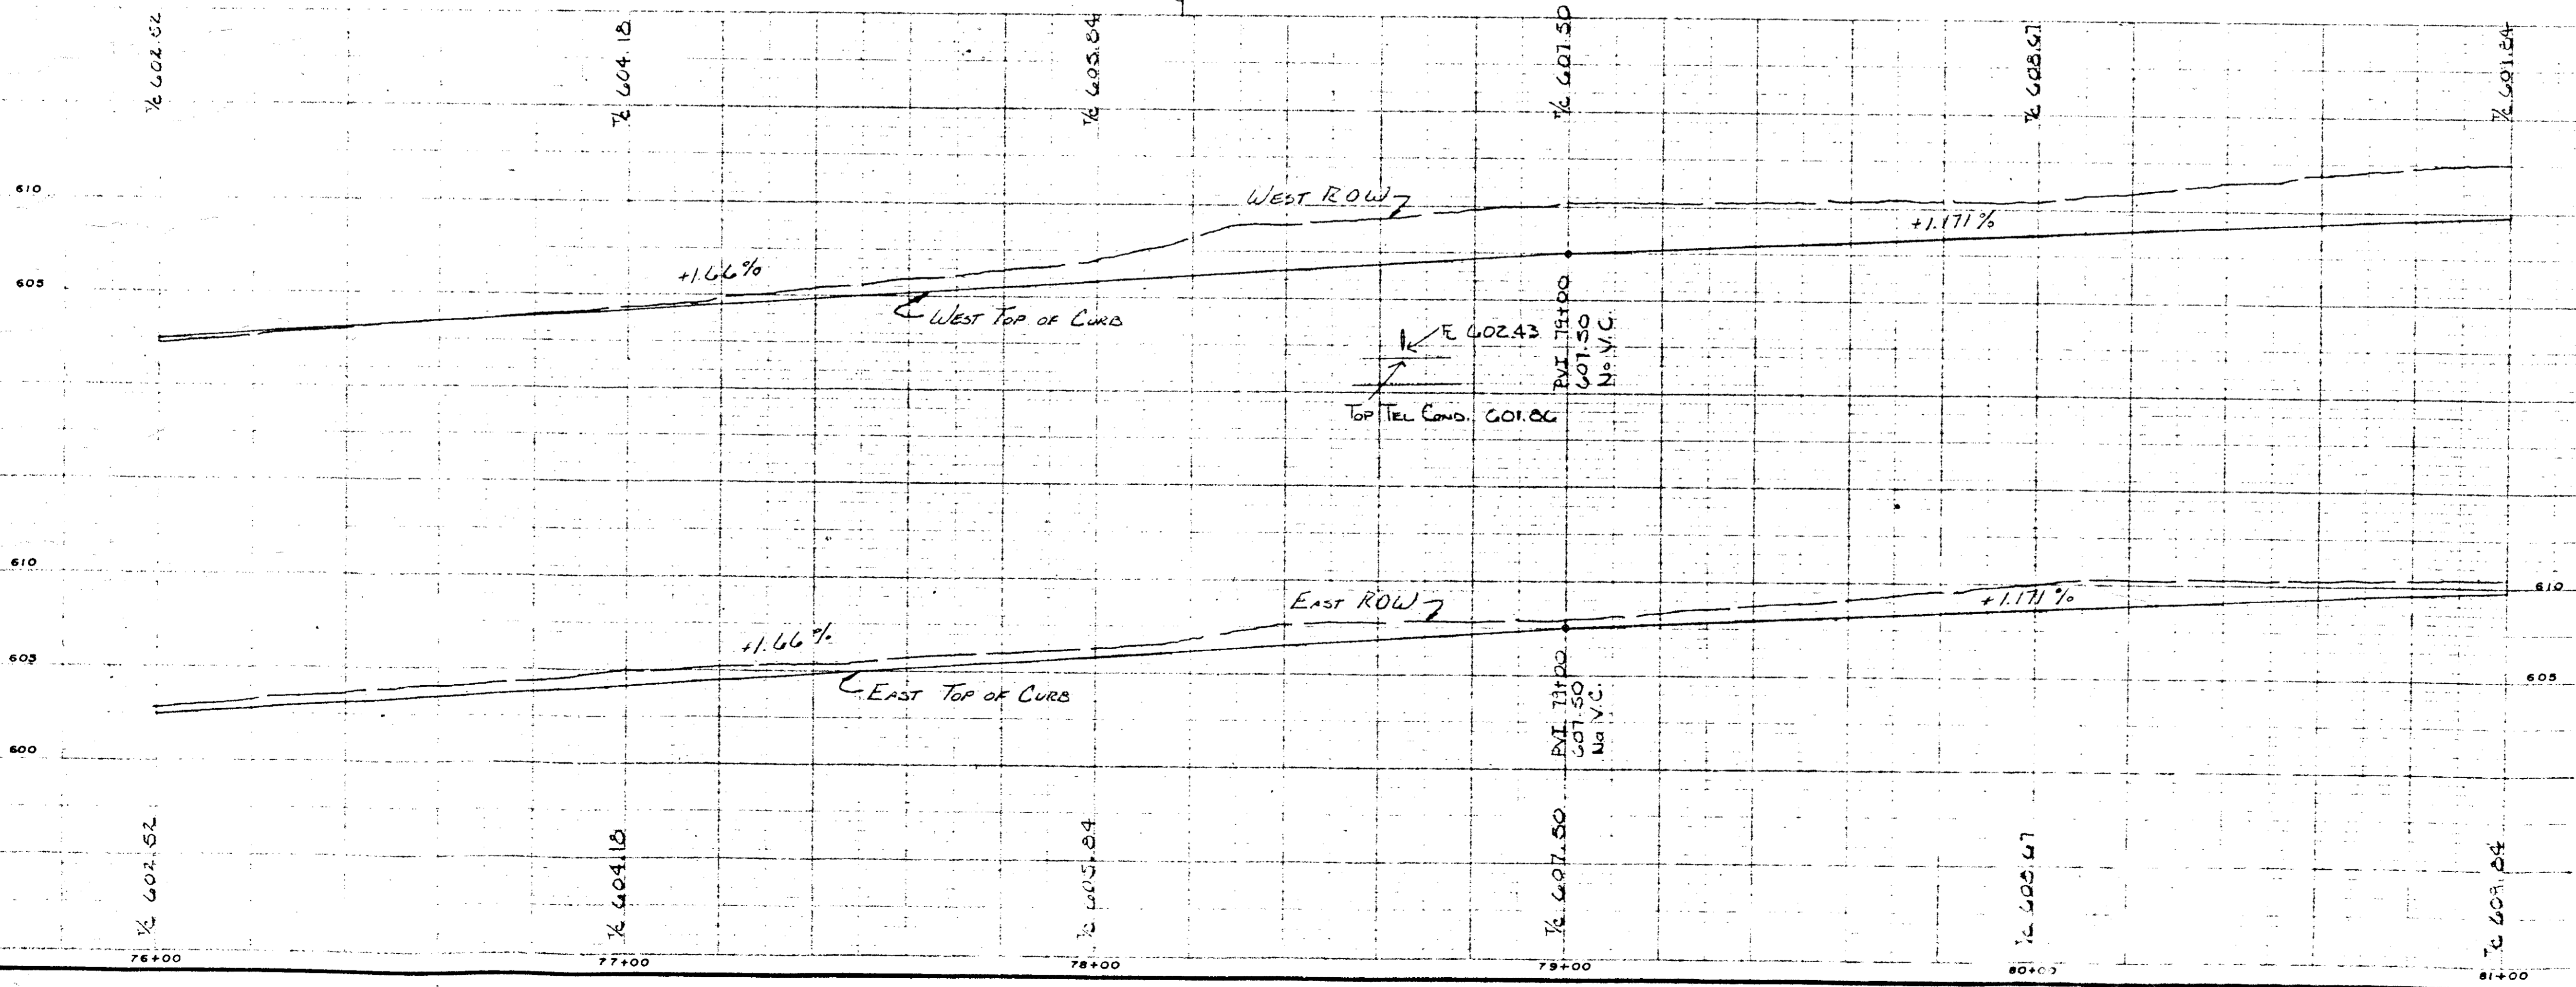 T/C 602.52
T/C 604.18
T/C 605.84
T/C 607.50
T/C 608.67
T/C 609.84
610
WEST ROW
+1.171%
605
+1.66%
WEST TOP OF CURB
602.43
PVI 79+00
607.50
No V.C.
TOP TEL COND. 601.86
610
EAST ROW
610
+1.171%
605
+1.66%
EAST TOP OF CURB
605
PVI 79+00
607.50
No V.C.
600
T/C 602.52
T/C 604.18
T/C 605.84
T/C 607.50
T/C 608.67
T/C 609.84
76+00
77+00
78+00
79+00
80+00
81+00